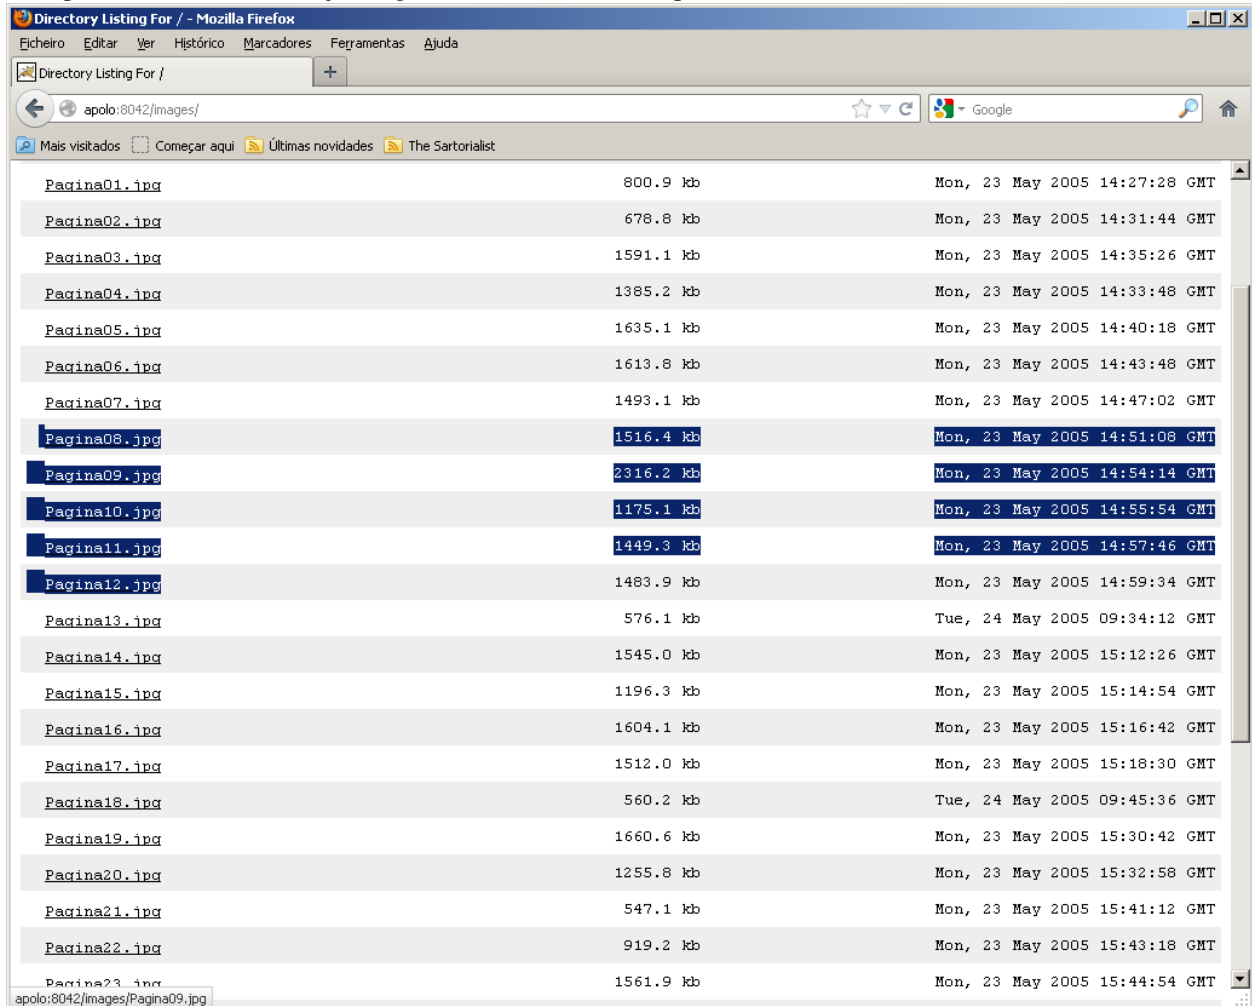 Directory Listing For / - Mozilla Firefox
Ficheiro Editar Ver Histórico Marcadores Ferramentas Ajuda
Directory Listing For /
apolo:8042/images/ Google
Mais visitados Começar aqui Últimas novidades The Sartorialist
Pagina01.jpg 800.9 kb Mon, 23 May 2005 14:27:28 GMT
Pagina02.jpg 678.8 kb Mon, 23 May 2005 14:31:44 GMT
Pagina03.jpg 1591.1 kb Mon, 23 May 2005 14:35:26 GMT
Pagina04.jpg 1385.2 kb Mon, 23 May 2005 14:33:48 GMT
Pagina05.jpg 1635.1 kb Mon, 23 May 2005 14:40:18 GMT
Pagina06.jpg 1613.8 kb Mon, 23 May 2005 14:43:48 GMT
Pagina07.jpg 1493.1 kb Mon, 23 May 2005 14:47:02 GMT
Pagina08.jpg 1516.4 kb Mon, 23 May 2005 14:51:08 GMT
Pagina09.jpg 2316.2 kb Mon, 23 May 2005 14:54:14 GMT
Pagina10.jpg 1175.1 kb Mon, 23 May 2005 14:55:54 GMT
Pagina11.jpg 1449.3 kb Mon, 23 May 2005 14:57:46 GMT
Pagina12.jpg 1483.9 kb Mon, 23 May 2005 14:59:34 GMT
Pagina13.jpg 576.1 kb Tue, 24 May 2005 09:34:12 GMT
Pagina14.jpg 1545.0 kb Mon, 23 May 2005 15:12:26 GMT
Pagina15.jpg 1196.3 kb Mon, 23 May 2005 15:14:54 GMT
Pagina16.jpg 1604.1 kb Mon, 23 May 2005 15:16:42 GMT
Pagina17.jpg 1512.0 kb Mon, 23 May 2005 15:18:30 GMT
Pagina18.jpg 560.2 kb Tue, 24 May 2005 09:45:36 GMT
Pagina19.jpg 1660.6 kb Mon, 23 May 2005 15:30:42 GMT
Pagina20.jpg 1255.8 kb Mon, 23 May 2005 15:32:58 GMT
Pagina21.jpg 547.1 kb Mon, 23 May 2005 15:41:12 GMT
Pagina22.jpg 919.2 kb Mon, 23 May 2005 15:43:18 GMT
Pagina23.jpg 1561.9 kb Mon, 23 May 2005 15:44:54 GMT
apolo:8042/images/Pagina09.jpg